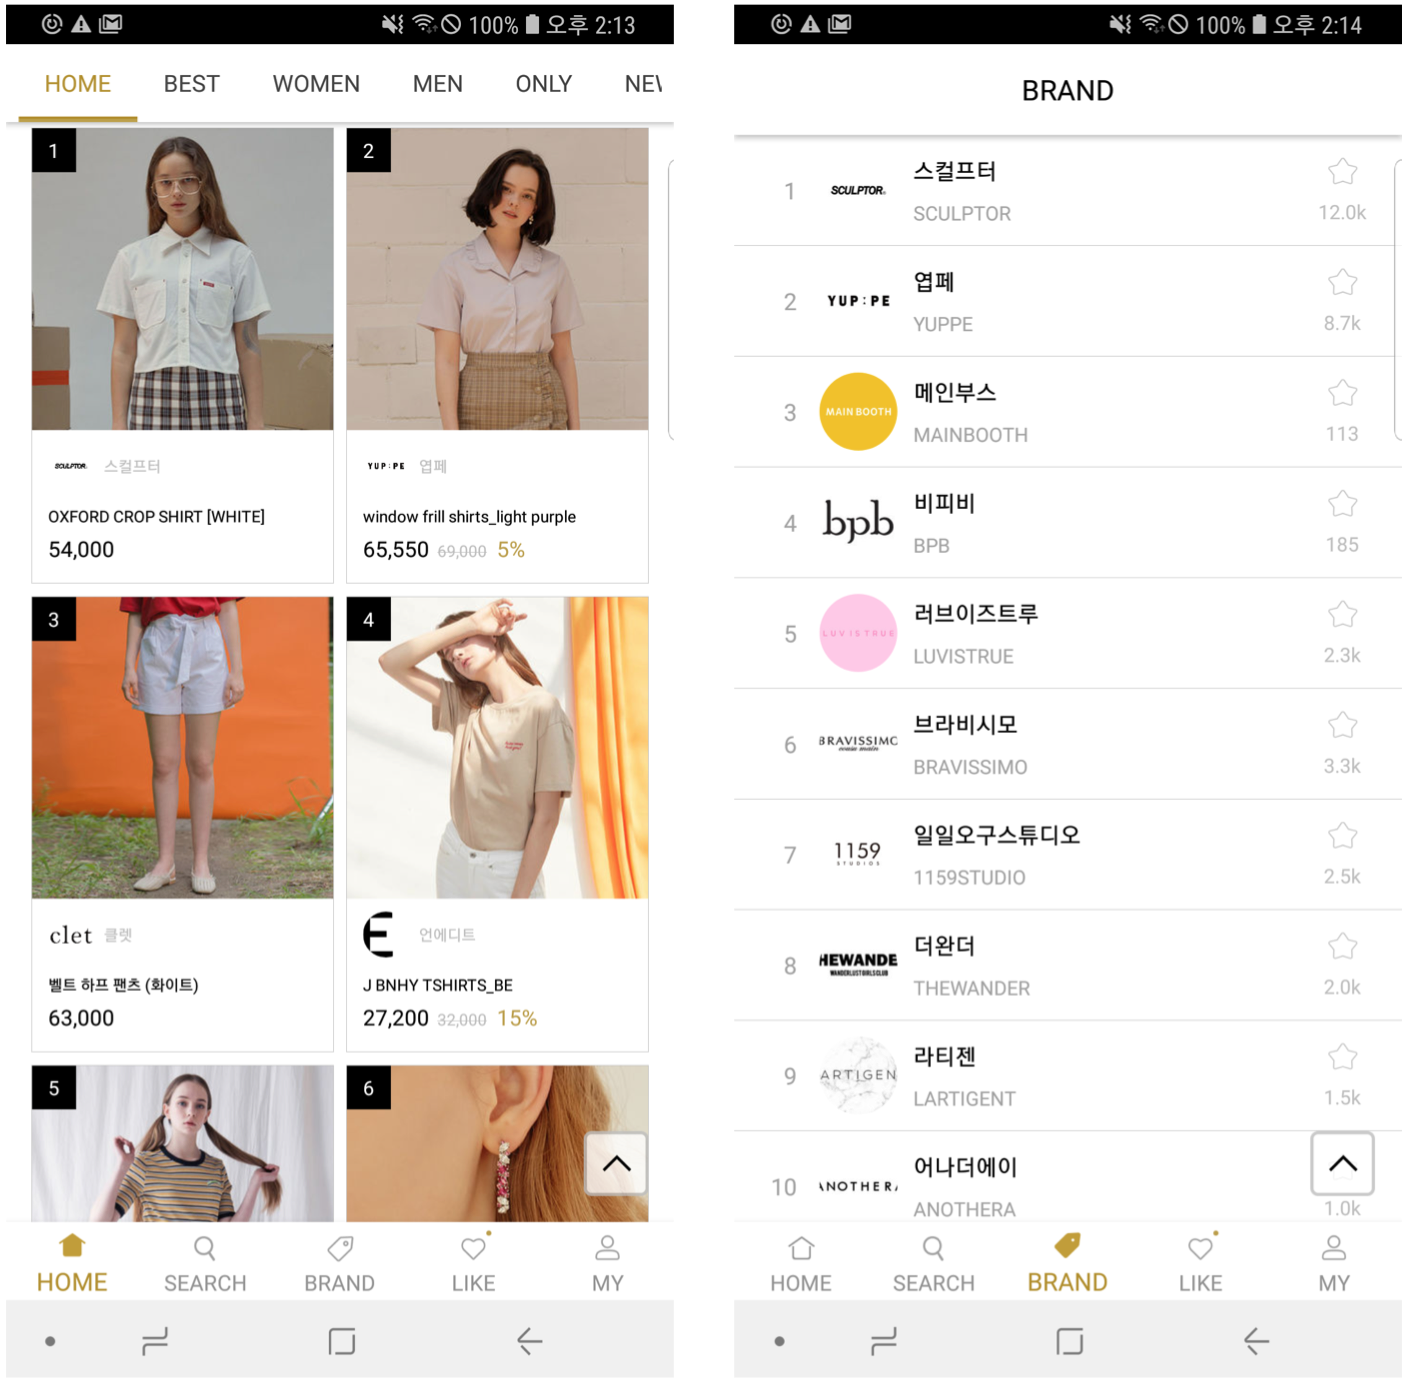 100% 오후 2:13
HOME BEST WOMEN MEN ONLY NEW
1
2
SCULPTOR. 스컬프터
OXFORD CROP SHIRT [WHITE]
54,000
YUP:PE 엽페
window frill shirts_light purple
65,550 69,000 5%
3
4
clet 클렛
벨트 하프 팬츠 (화이트)
63,000
E 언에디트
J BNHY TSHIRTS_BE
27,200 32,000 15%
5
6
HOME SEARCH BRAND LIKE MY
100% 오후 2:14
BRAND
1 SCULPTOR. 스컬프터
SCULPTOR 12.0k
2 YUP:PE 엽페
YUPPE 8.7k
3 MAIN BOOTH 메인부스
MAINBOOTH 113
4 bpb 비피비
BPB 185
5 LUVISTRUE 러브이즈트루
LUVISTRUE 2.3k
6 BRAVISSIMO 브라비시모
BRAVISSIMO 3.3k
7 1159 STUDIOS 일일오구스튜디오
1159STUDIO 2.5k
8 HEWANDE 더완더
WANDERLUSTGIRLSCLUB
THEWANDER 2.0k
9 ARTIGEN 라티젠
LARTIGENT 1.5k
10 ANOTHERA 어나더에이
ANOTHERA 1.0k
HOME SEARCH BRAND LIKE MY